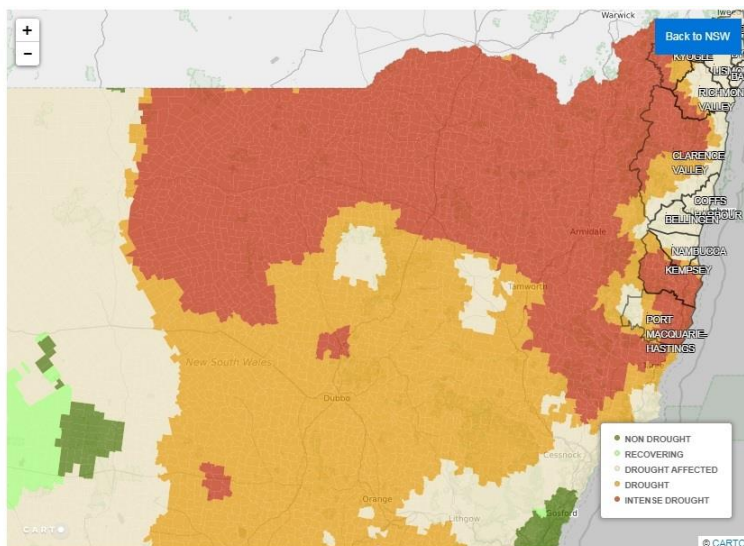 +
−
Warwick
Back to NSW
KYOGLE
RICHMOND
VALLEY
CLARENCE
VALLEY
COFFS
HARBOUR
BELLINGEN
Armidale
NAMBUCCA
KEMPSEY
Tamworth
PORT
MACQUARIE-
HASTINGS
New South Wales
Dubbo
NON DROUGHT
RECOVERING
DROUGHT AFFECTED
DROUGHT
INTENSE DROUGHT
Cessnock
Orange
Lithgow
Gosford
CARTO
© CARTO